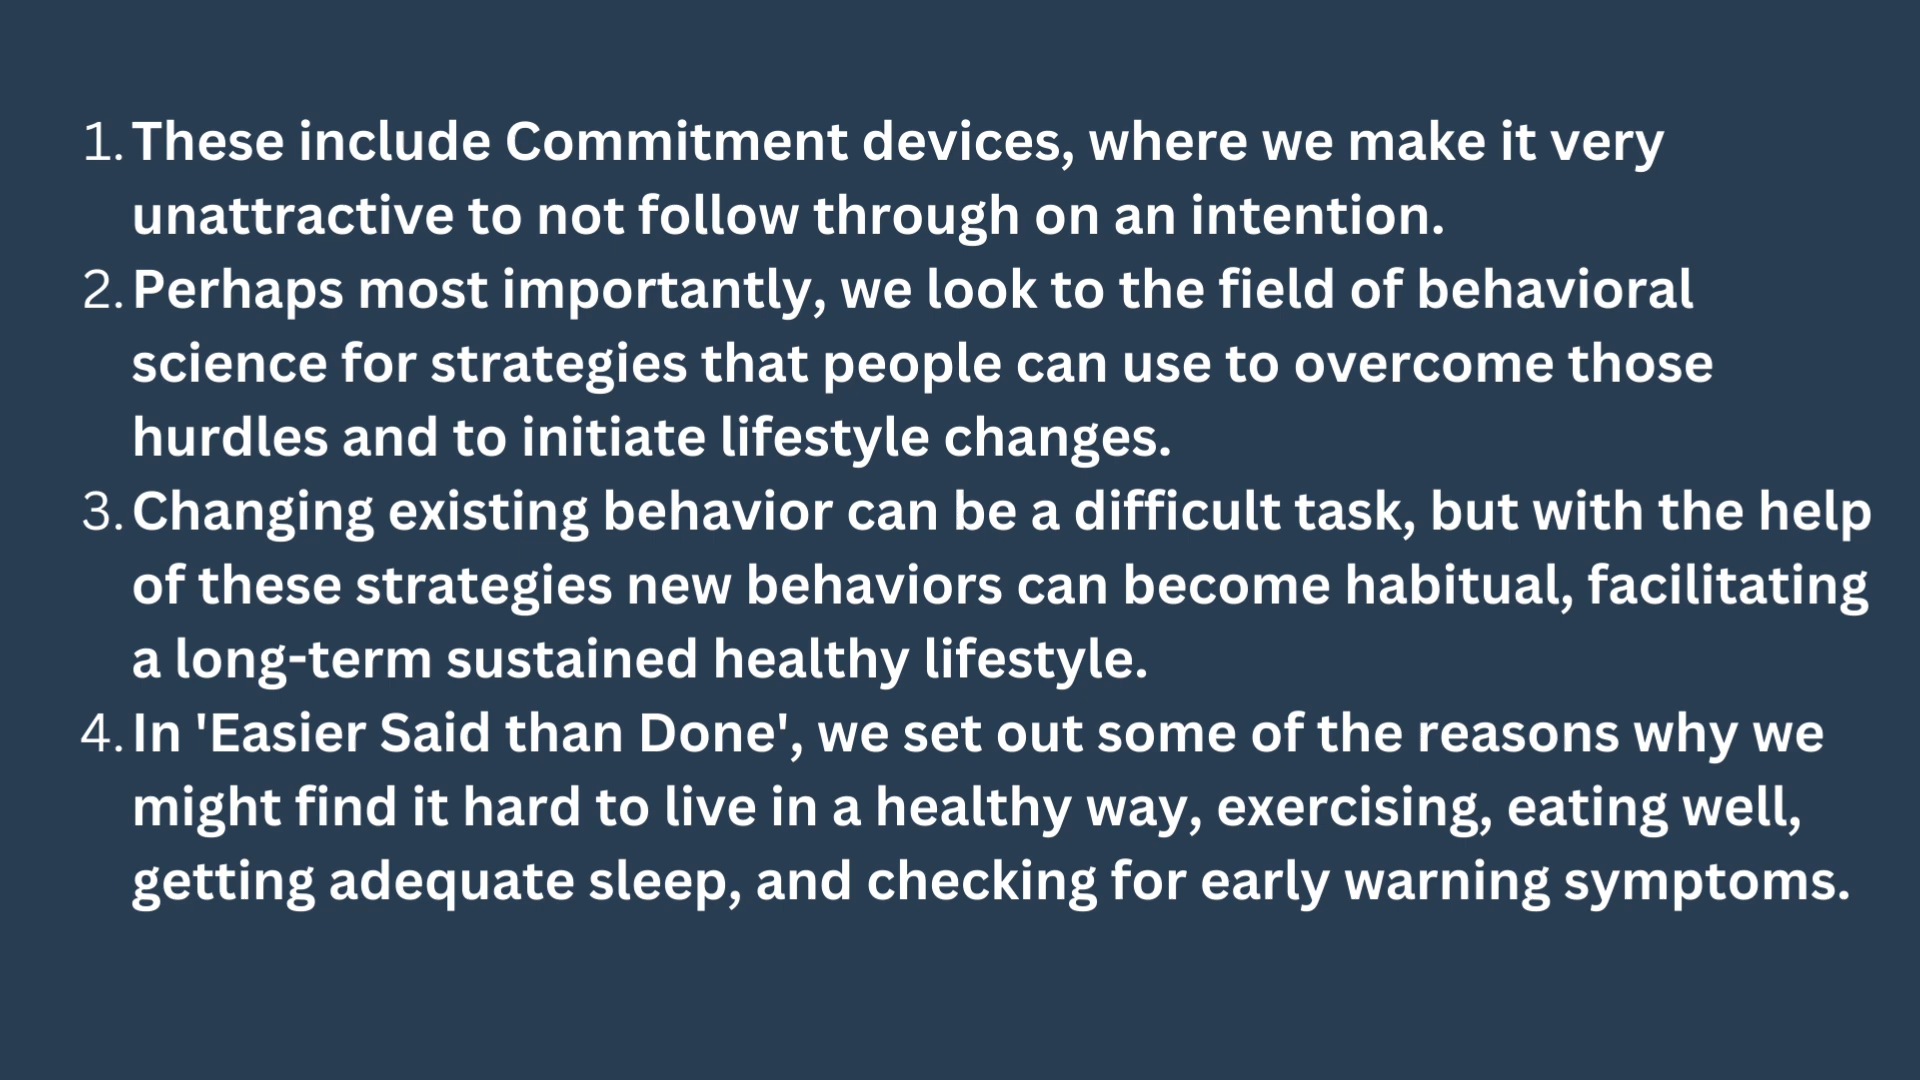 1. These include Commitment devices, where we make it very
unattractive to not follow through on an intention.
2. Perhaps most importantly, we look to the field of behavioral
science for strategies that people can use to overcome those
hurdles and to initiate lifestyle changes.
3. Changing existing behavior can be a difficult task, but with the help
of these strategies new behaviors can become habitual, facilitating
a long-term sustained healthy lifestyle.
4. In 'Easier Said than Done', we set out some of the reasons why we
might find it hard to live in a healthy way, exercising, eating well,
getting adequate sleep, and checking for early warning symptoms.